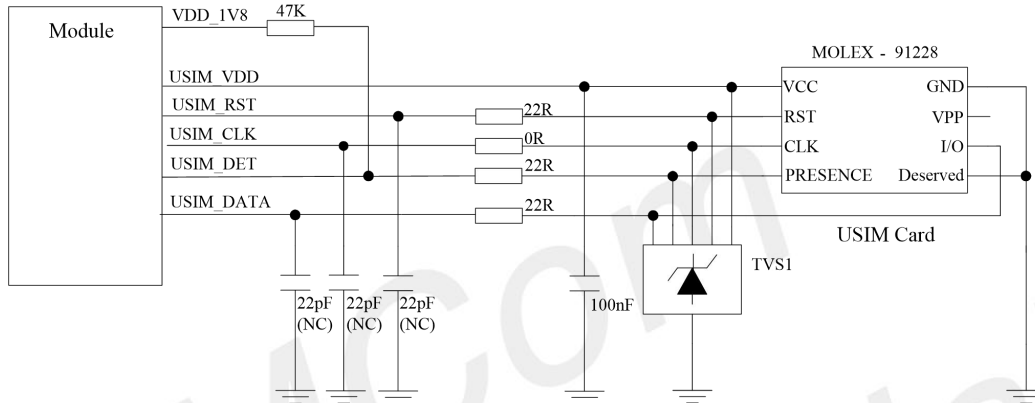 VDD_1V8
47K
Module
MOLEX - 91228
USIM_VDD
VCC
GND
USIM_RST
22R
RST
VPP
USIM_CLK
0R
CLK
I/O
USIM_DET
22R
PRESENCE
Deserved
USIM_DATA
22R
USIM Card
TVS1
22pF
(NC)
22pF
(NC)
22pF
(NC)
100nF